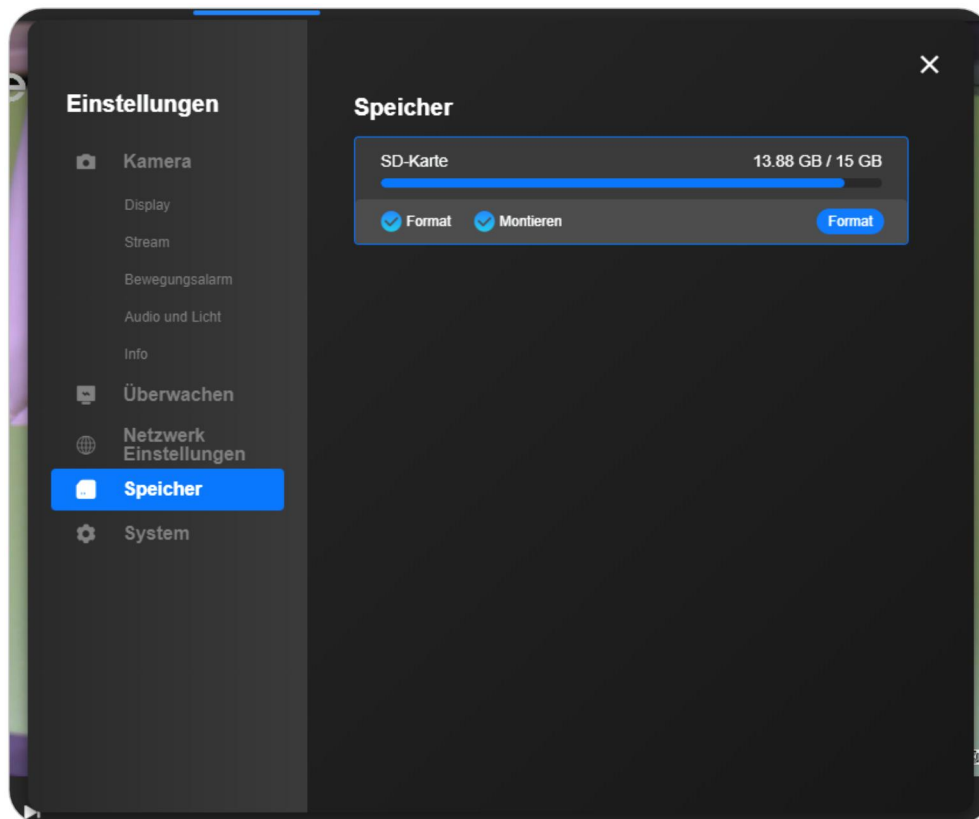 Einstellungen
Kamera
Display
Stream
Bewegungsalarm
Audio und Licht
Info
Überwachen
Netzwerk
Einstellungen
Speicher
System
Speicher
SD-Karte 13.88 GB / 15 GB
Format Montieren Format